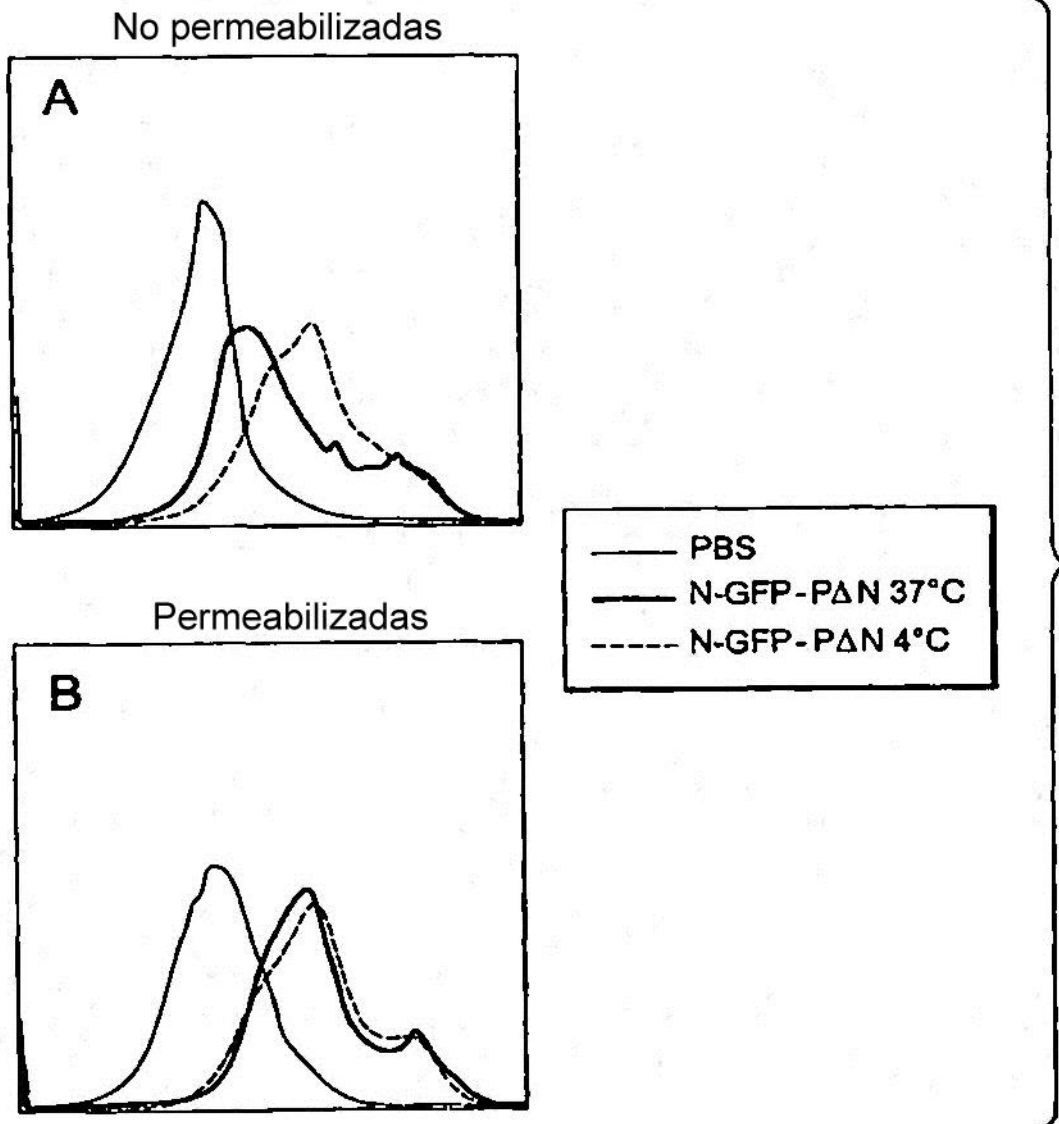 No permeabilizadas
A
PBS
N-GFP-PΔN 37°C
N-GFP-PΔN 4°C
Permeabilizadas
B